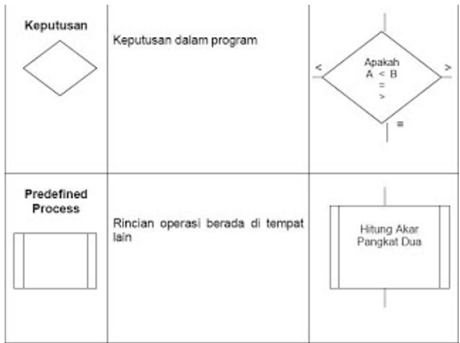 Keputusan
Keputusan dalam program
Apakah
A < B
=
>
<
>
=
Predefined
Process
Rincian operasi berada di tempat
lain
Hitung Akar
Pangkat Dua